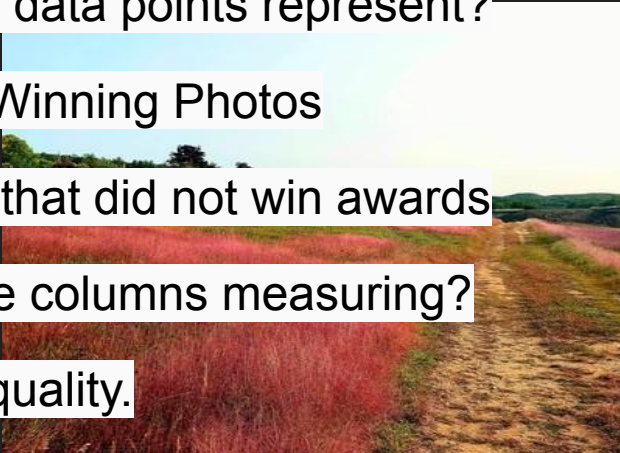 data points represent?
Winning Photos
that did not win awards
columns measuring?
quality.